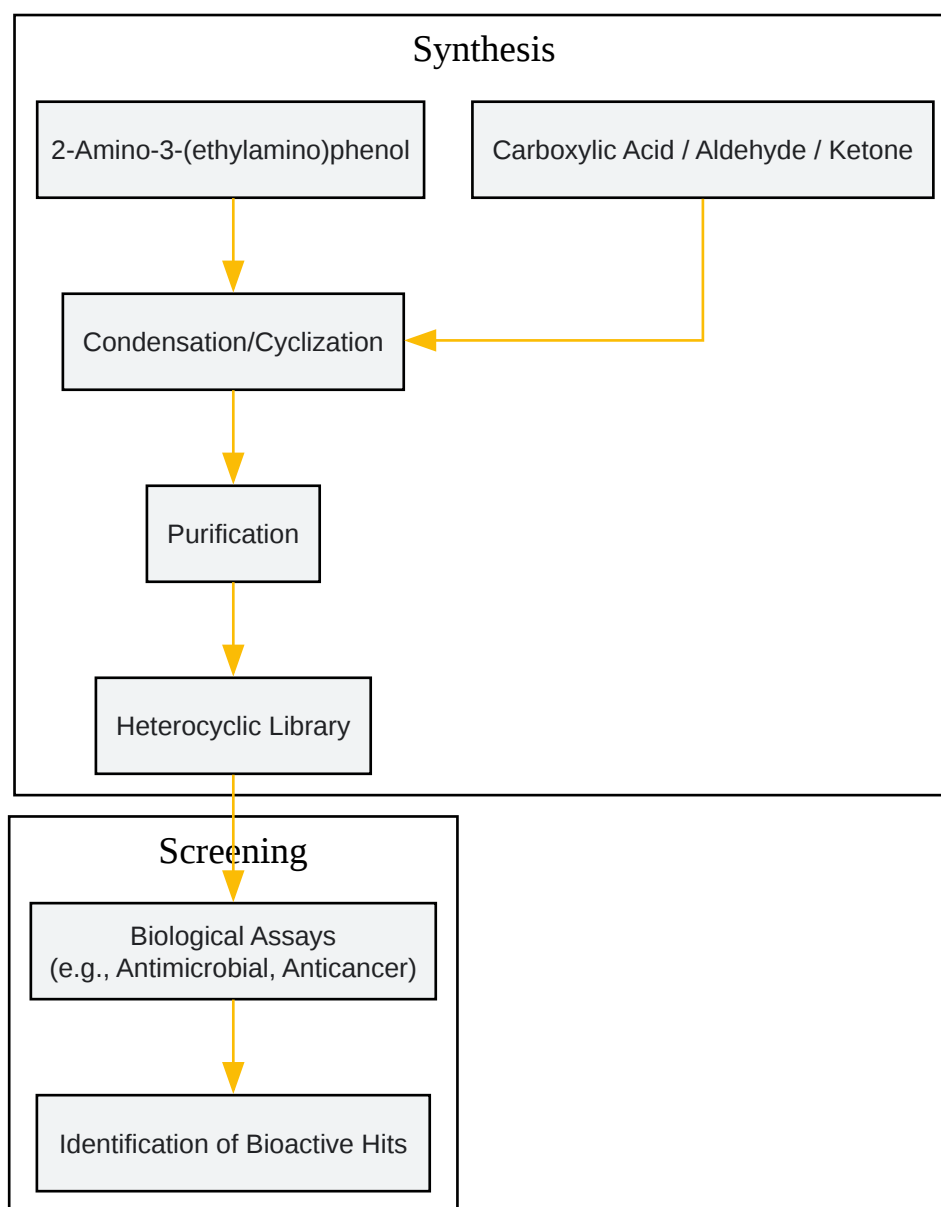 Synthesis
2-Amino-3-(ethylamino)phenol
Carboxylic Acid / Aldehyde / Ketone
Condensation/Cyclization
Purification
Heterocyclic Library
Screening
Biological Assays
(e.g., Antimicrobial, Anticancer)
Identification of Bioactive Hits